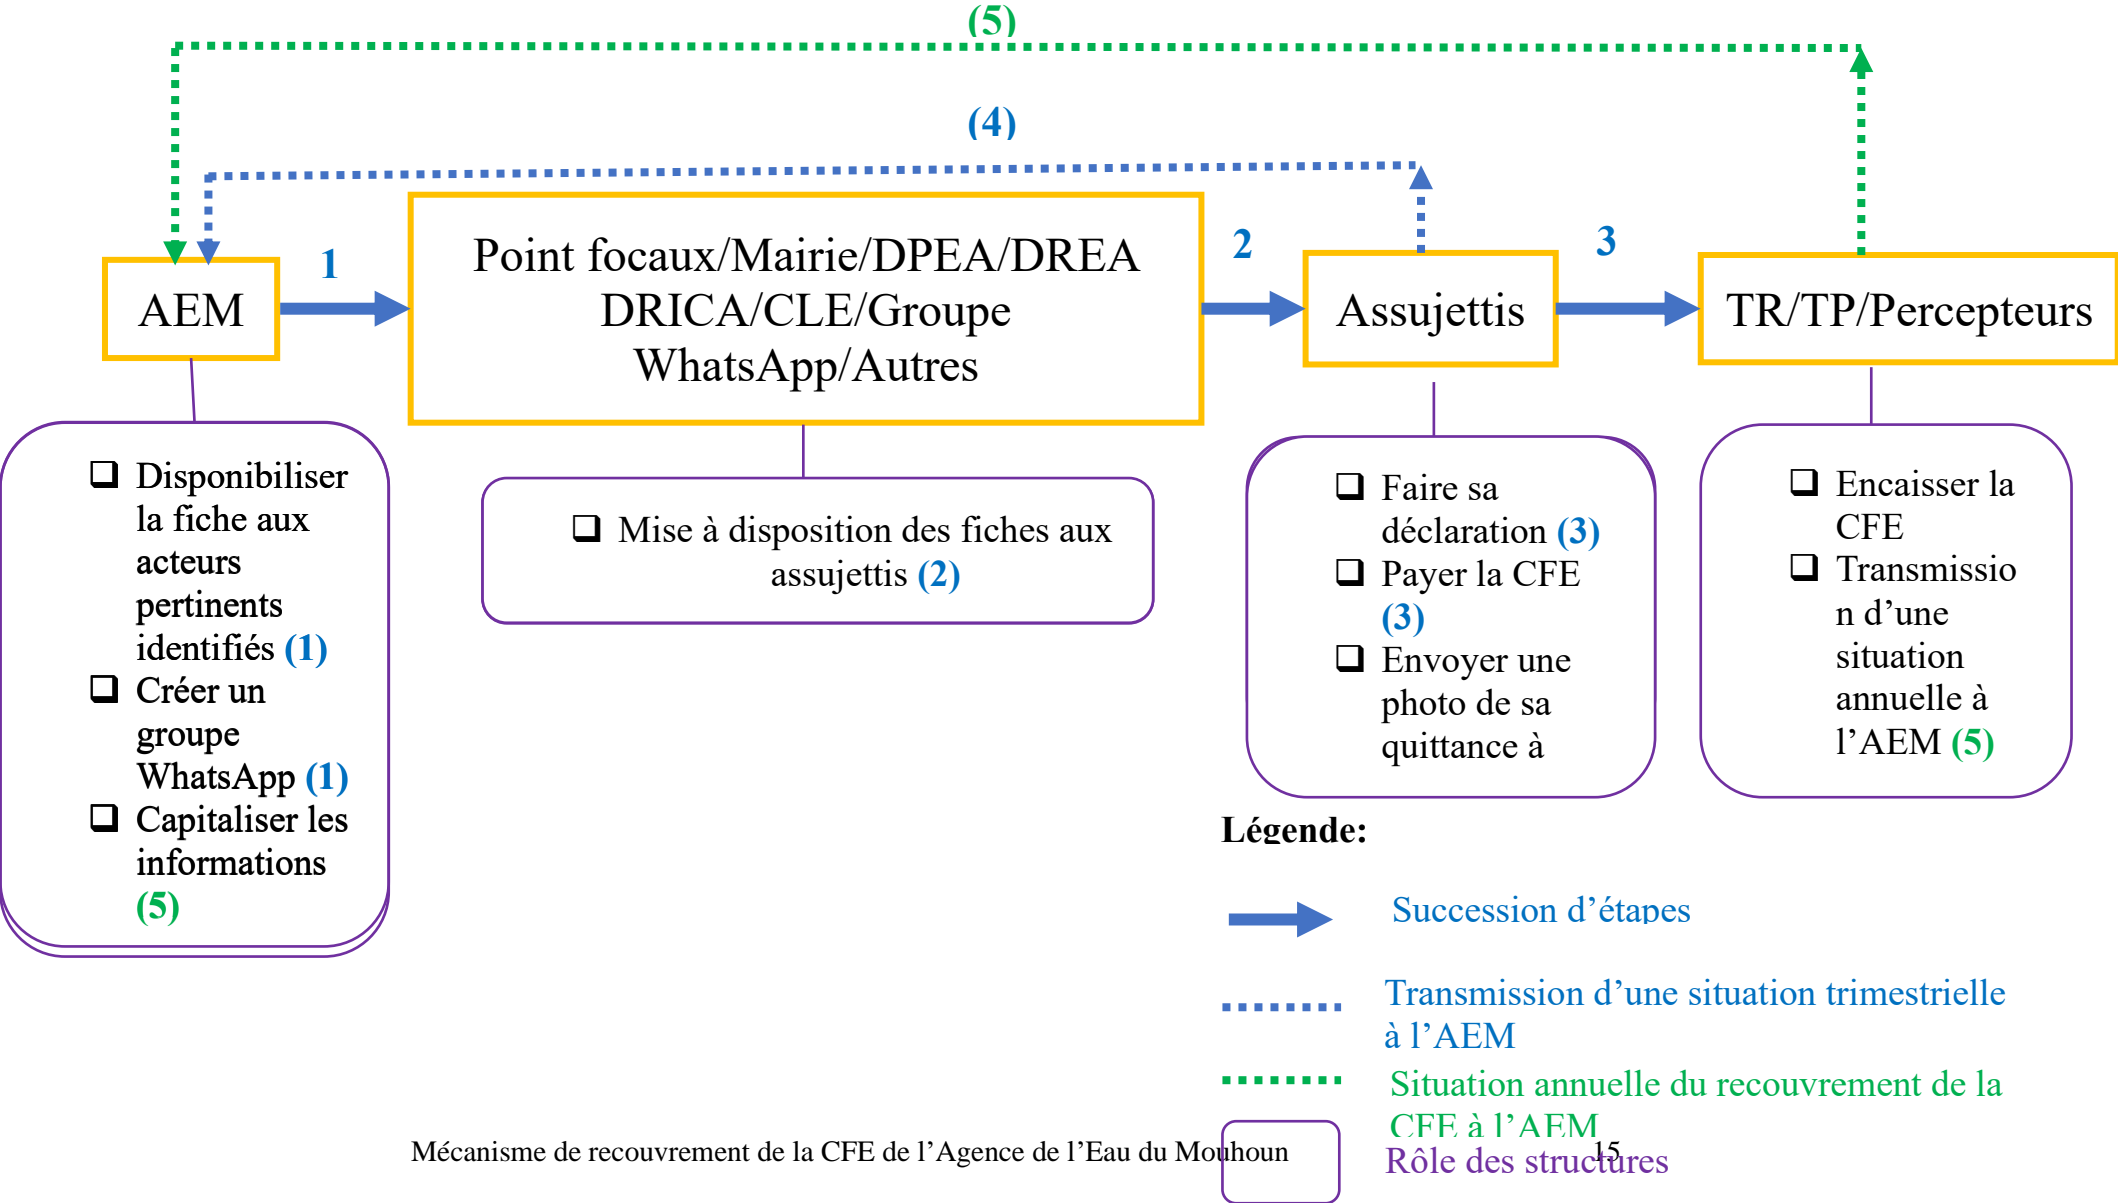 (5)
(4)
1
2
3
AEM
Point focaux/Mairie/DPEA/DREA
DRICA/CLE/Groupe
WhatsApp/Autres
Assujettis
TR/TP/Percepteurs
❑ Disponibiliser
la fiche aux
acteurs
pertinents
identifiés (1)
❑ Créer un
groupe
WhatsApp (1)
❑ Capitaliser les
informations
(5)
❑ Mise à disposition des fiches aux
assujettis (2)
❑ Faire sa
déclaration (3)
❑ Payer la CFE
(3)
❑ Envoyer une
photo de sa
quittance à
❑ Encaisser la
CFE
❑ Transmissio
n d’une
situation
annuelle à
l’AEM (5)
Légende:
Succession d’étapes
Transmission d’une situation trimestrielle
à l’AEM
Situation annuelle du recouvrement de la
CFE à l’AEM
Rôle des structures
Mécanisme de recouvrement de la CFE de l’Agence de l’Eau du Mouhoun 15